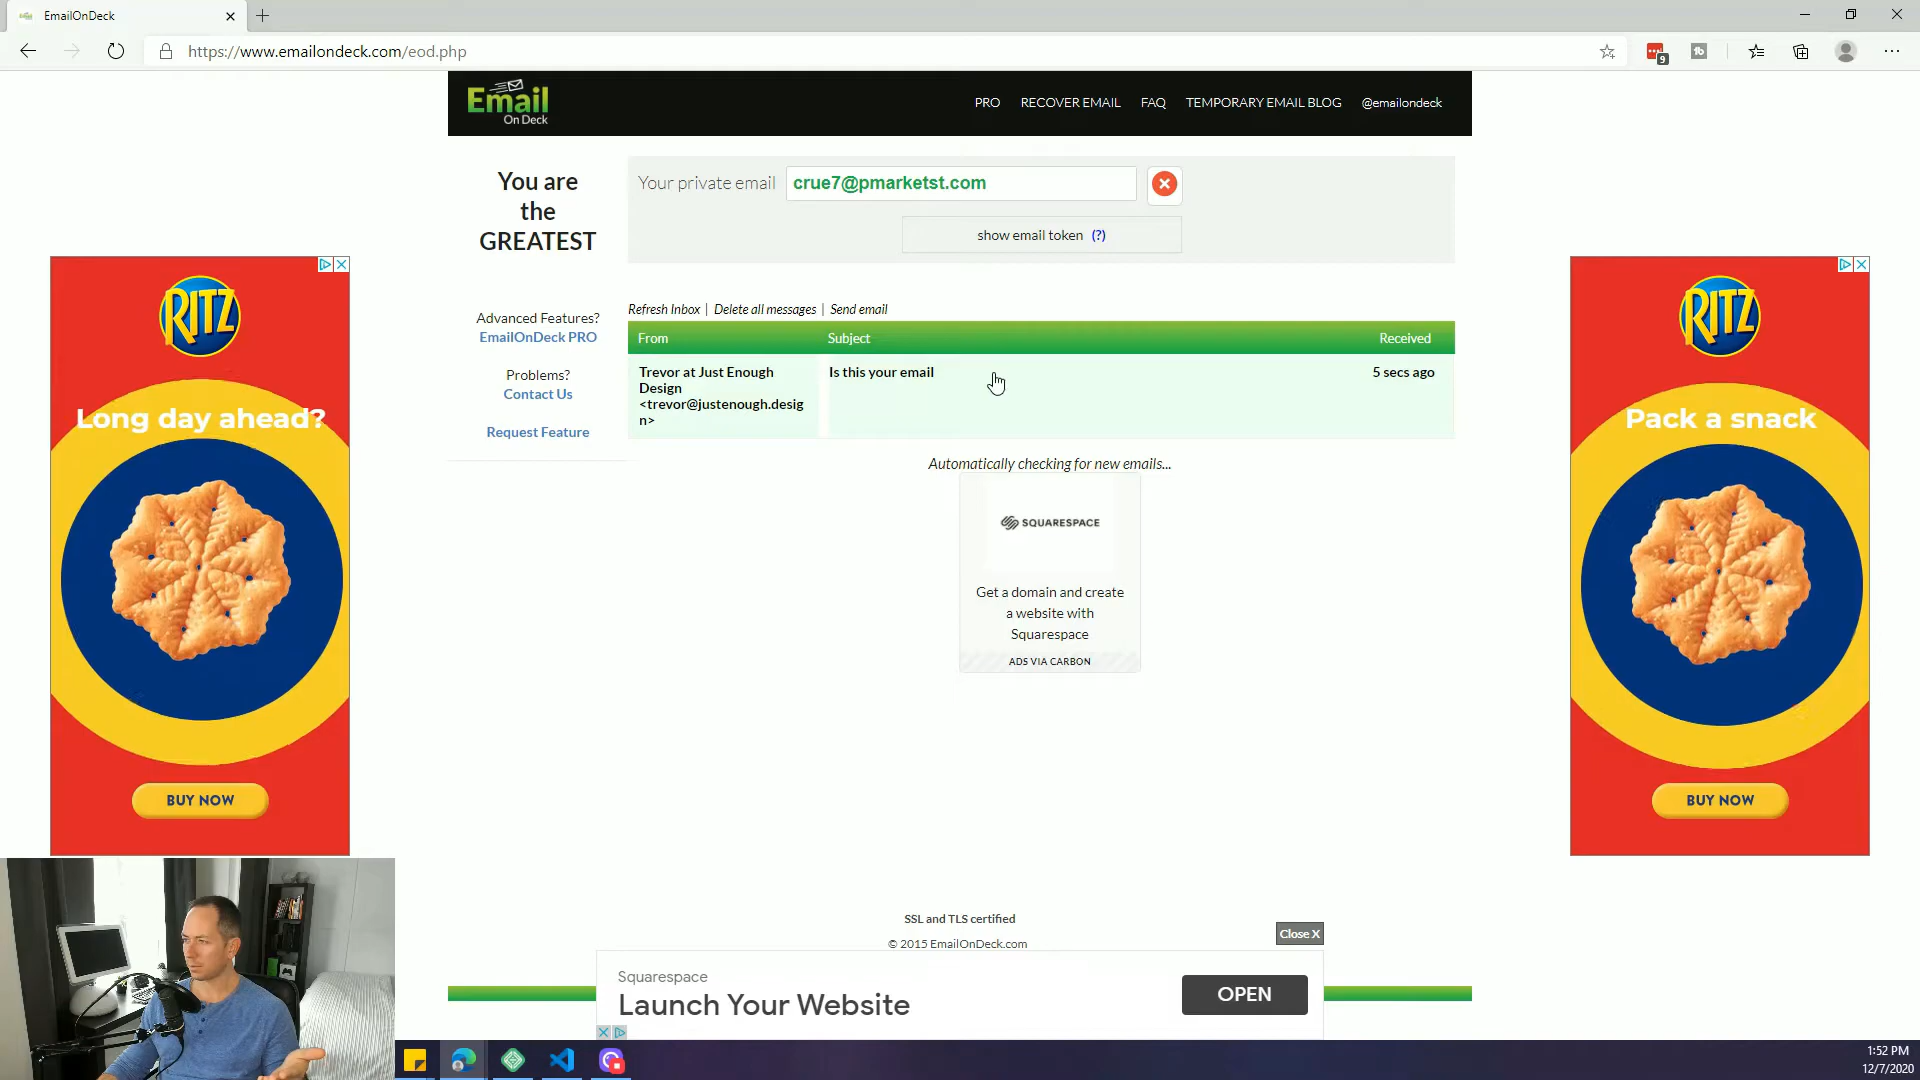 EmailOnDeck
https://www.emailondeck.com/eod.php
9
tb
Email
On Deck
PRO
RECOVER EMAIL
FAQ
TEMPORARY EMAIL BLOG
@emailondeck
You are
the
GREATEST
Your private email
crue7@pmarketst.com
show email token (?)
Advanced Features?
EmailOnDeck PRO
Problems?
Contact Us
Request Feature
Refresh Inbox | Delete all messages | Send email
From
Subject
Received
Trevor at Just Enough
Design
<trevor@justenough.desig
n>
Is this your email
5 secs ago
Automatically checking for new emails...
SQUARESPACE
Get a domain and create
a website with
Squarespace
ADS VIA CARBON
RITZ
Long day ahead?
BUY NOW
RITZ
Pack a snack
BUY NOW
SSL and TLS certified
© 2015 EmailOnDeck.com
Close X
Squarespace
Launch Your Website
OPEN
1:52 PM
12/7/2020